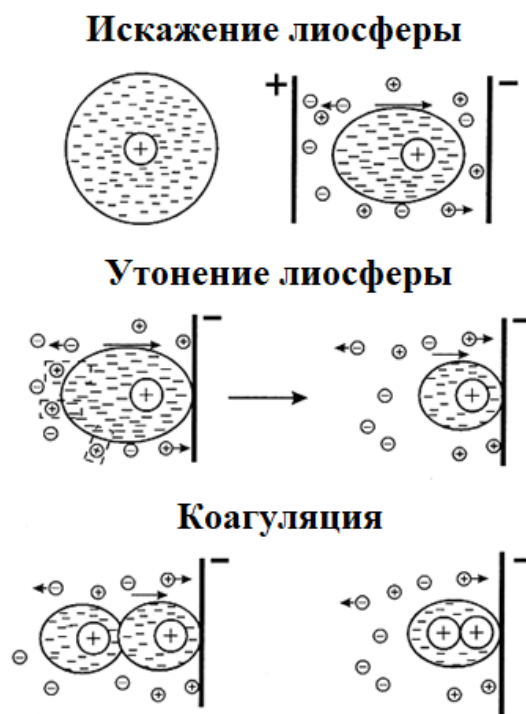 Искажение лиосферы
Утонение лиосферы
Коагуляция